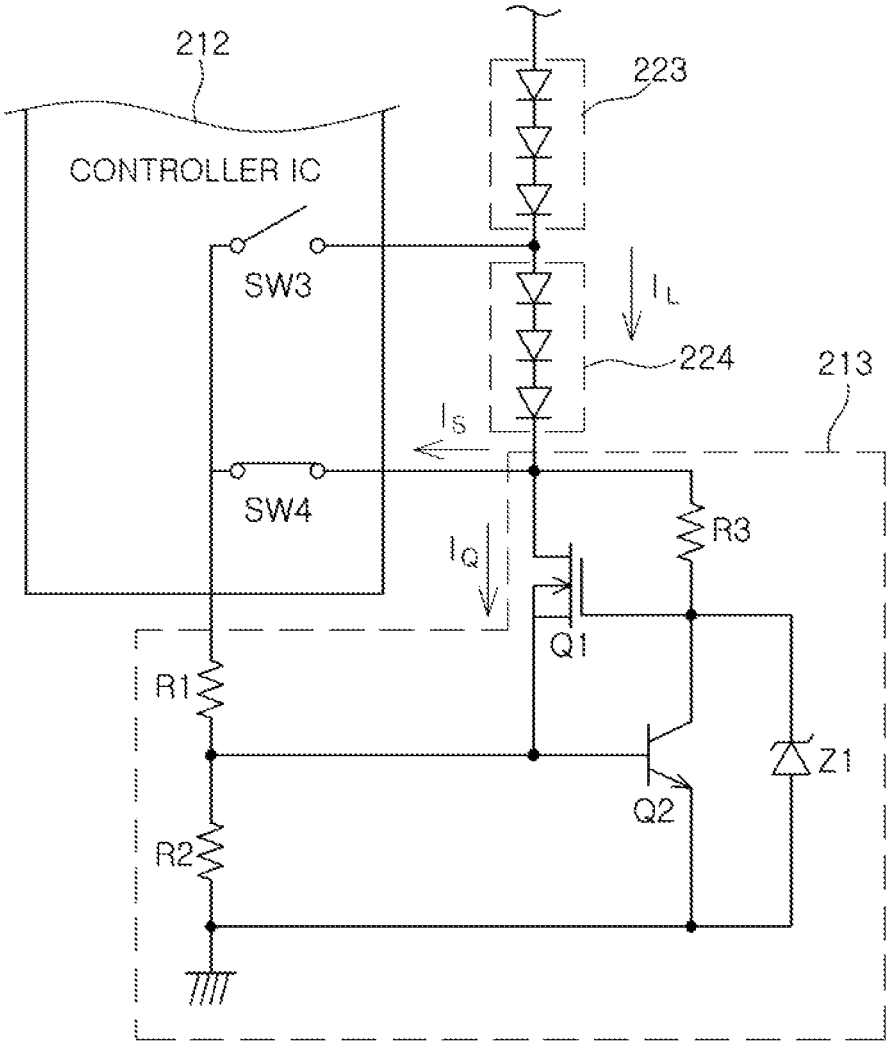 212
223
CONTROLLER IC
SW3
I_L
224
213
I_S
SW4
R3
I_Q
Q1
R1
Z1
Q2
R2